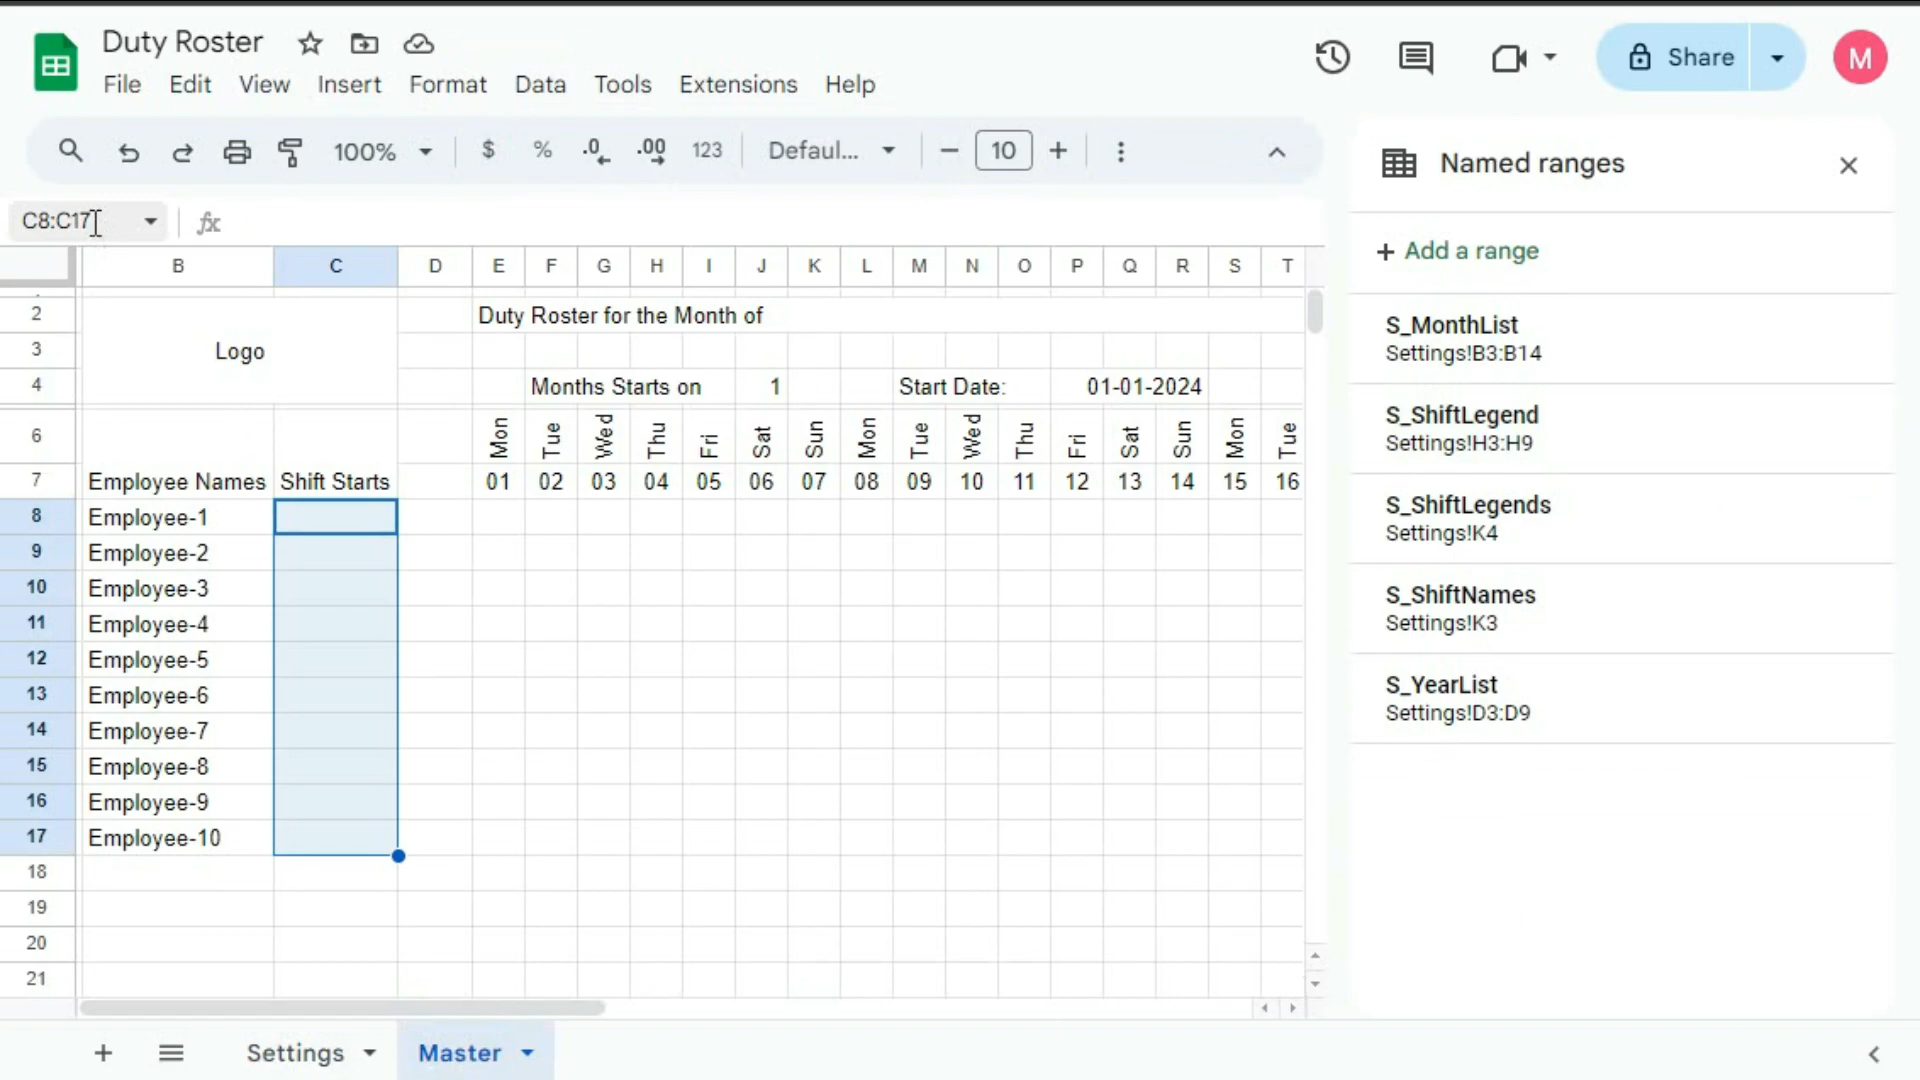 Duty Roster
File Edit View Insert Format Data Tools Extensions Help
Share
M
100% $ % .0 .00 123 Defaul... 10
Named ranges
C8:C17 fx
+ Add a range
B C D E F G H I J K L M N O P Q R S T
2 Duty Roster for the Month of
3 Logo
4 Months Starts on 1 Start Date: 01-01-2024
6 Mon Tue Wed Thu Fri Sat Sun Mon Tue Wed Thu Fri Sat Sun Mon Tue
7 Employee Names Shift Starts 01 02 03 04 05 06 07 08 09 10 11 12 13 14 15 16
8 Employee-1
9 Employee-2
10 Employee-3
11 Employee-4
12 Employee-5
13 Employee-6
14 Employee-7
15 Employee-8
16 Employee-9
17 Employee-10
18
19
20
21
S_MonthList
Settings!B3:B14
S_ShiftLegend
Settings!H3:H9
S_ShiftLegends
Settings!K4
S_ShiftNames
Settings!K3
S_YearList
Settings!D3:D9
Settings Master